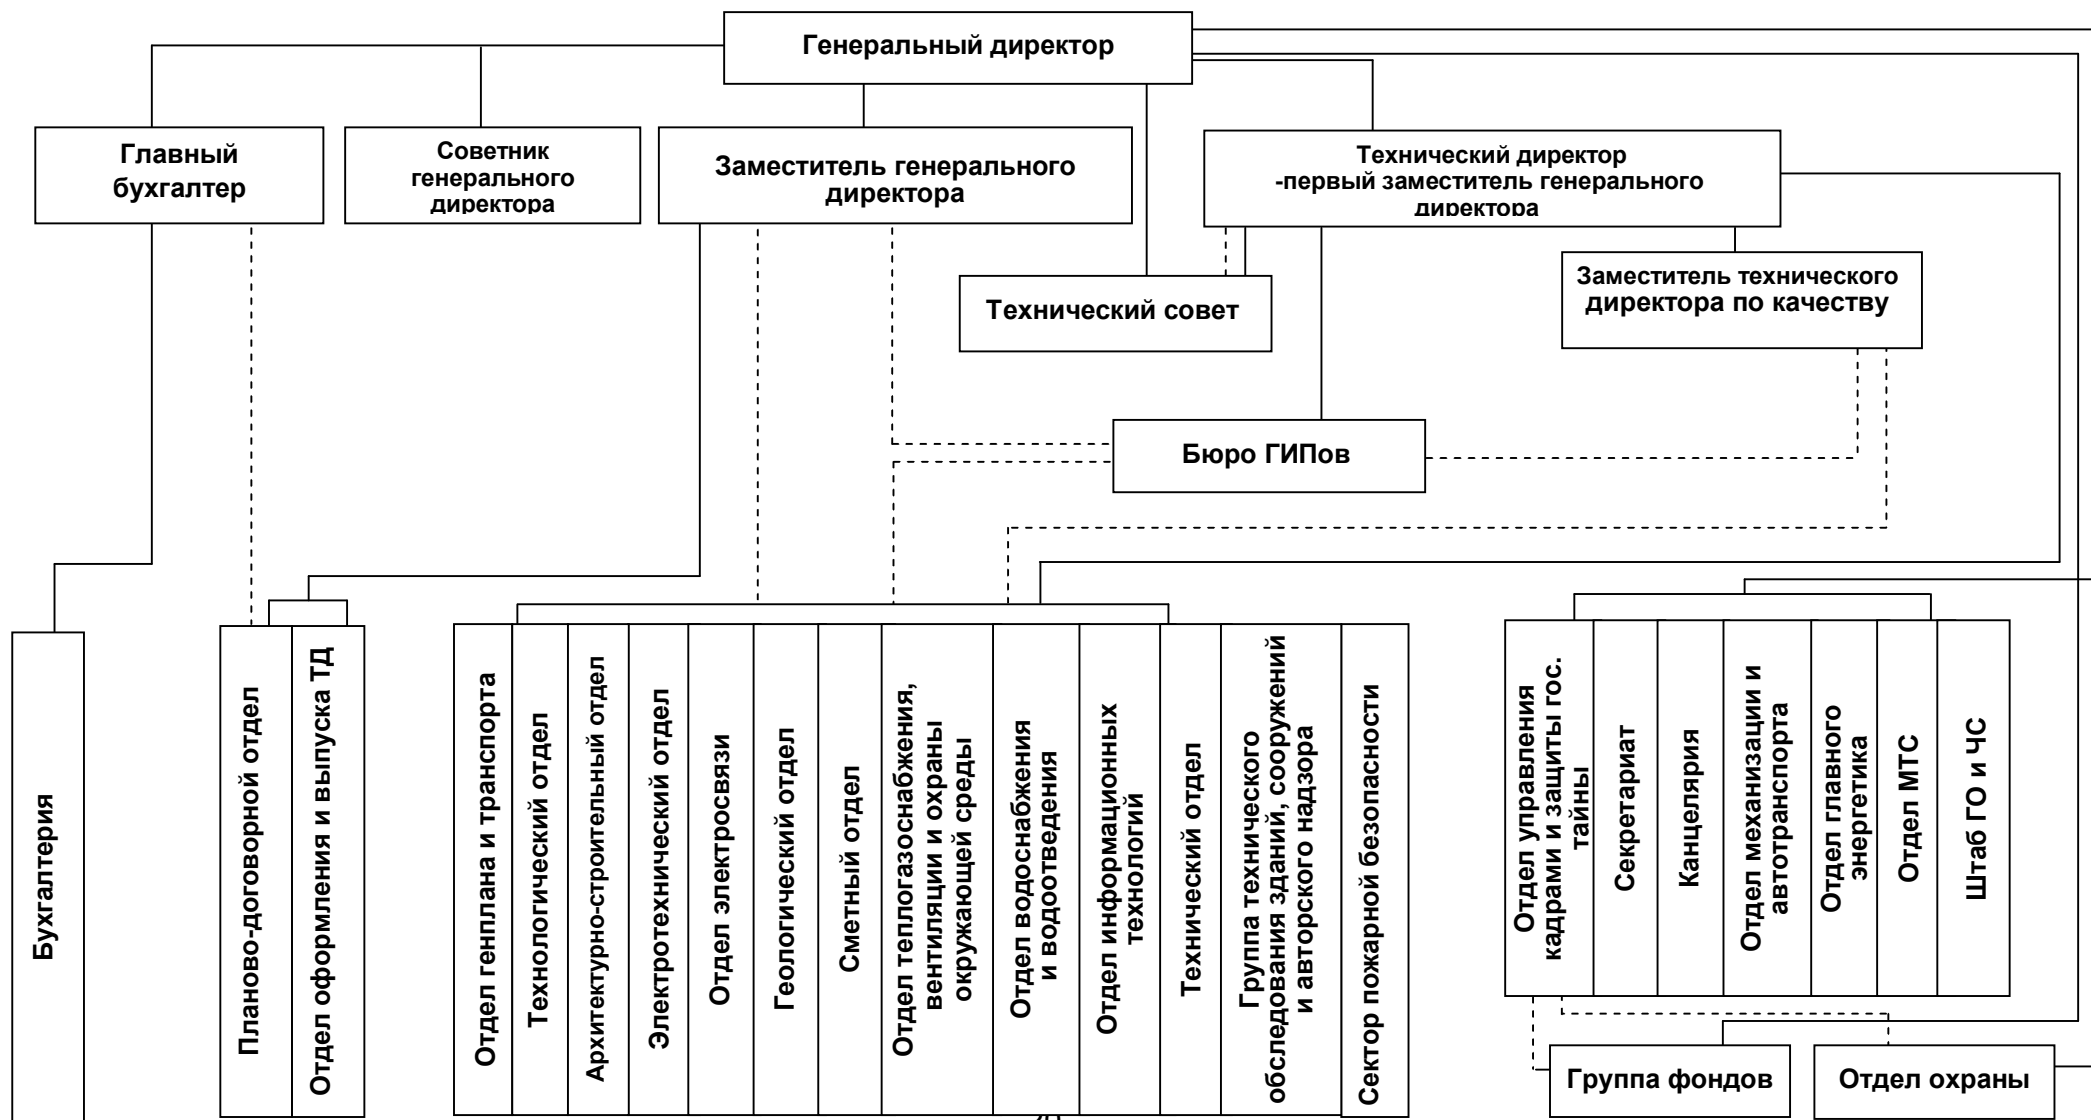 Генеральный директор
Главный
бухгалтер
Советник
генерального
директора
Заместитель генерального
директора
Технический директор
-первый заместитель генерального
директора
Технический совет
Заместитель технического
директора по качеству
Бюро ГИПов
Бухгалтерия
Планово-договорной отдел
Отдел оформления и выпуска ТД
Отдел генплана и транспорта
Технологический отдел
Архитектурно-строительный отдел
Электротехнический отдел
Отдел электросвязи
Геологический отдел
Сметный отдел
Отдел теплогазоснабжения,
вентиляции и охраны
окружающей среды
Отдел водоснабжения
и водоотведения
Отдел информационных
технологий
Технический отдел
Группа технического
обследования зданий, сооружений
и авторского надзора
Сектор пожарной безопасности
Отдел управления
кадрами и защиты гос.
тайны
Секретариат
Канцелярия
Отдел механизации и
автотранспорта
Отдел главного
энергетика
Отдел МТС
Штаб ГО и ЧС
Группа фондов
Отдел охраны